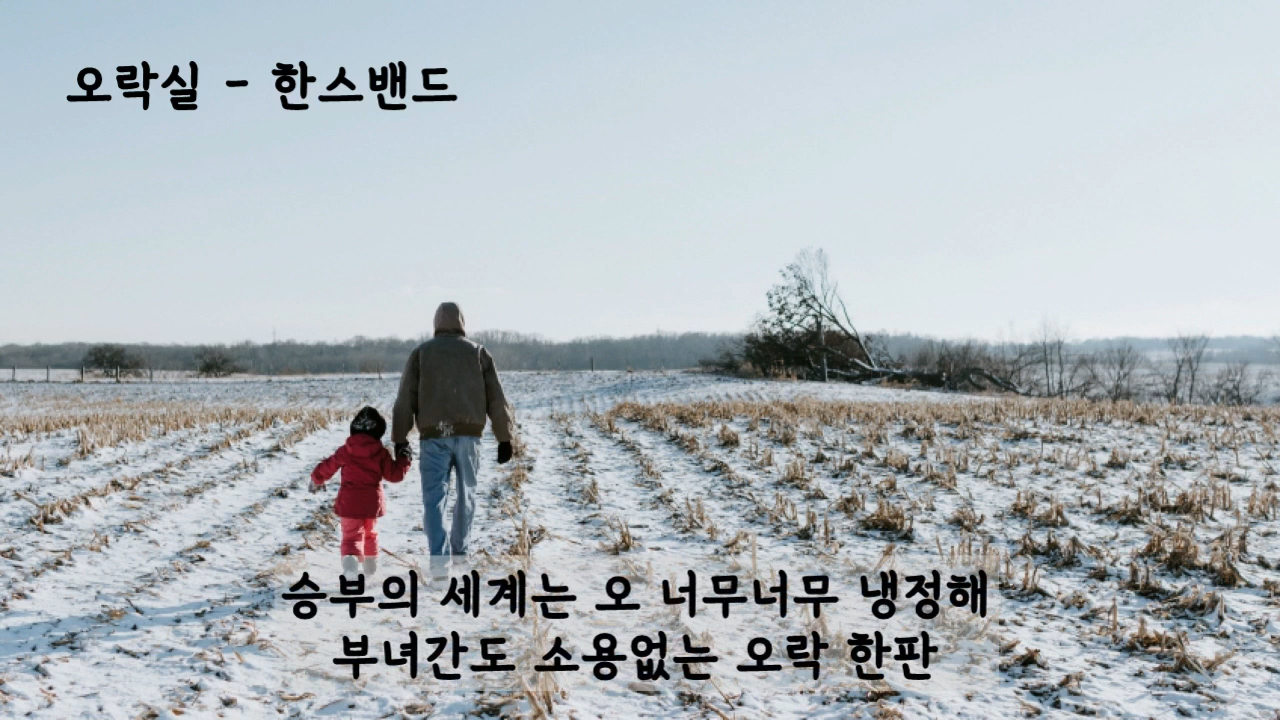 오락실 - 한스밴드
승부의 세계는 오 너무너무 냉정해
부녀간도 소용없는 오락 한판